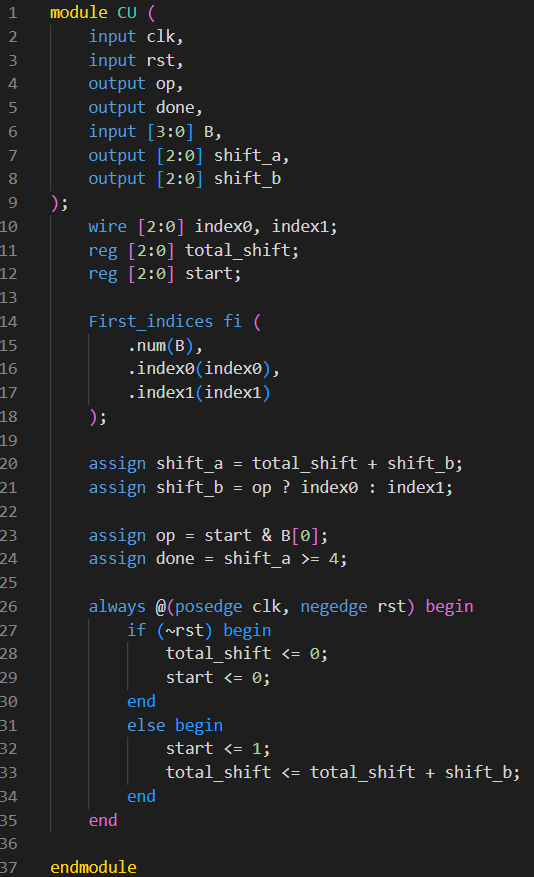 1 module CU (
2     input clk,
3     input rst,
4     output op,
5     output done,
6     input [3:0] B,
7     output [2:0] shift_a,
8     output [2:0] shift_b
9 );
10     wire [2:0] index0, index1;
11     reg [2:0] total_shift;
12     reg [2:0] start;
13
14     First_indices fi (
15         .num(B),
16         .index0(index0),
17         .index1(index1)
18     );
19
20     assign shift_a = total_shift + shift_b;
21     assign shift_b = op ? index0 : index1;
22
23     assign op = start & B[0];
24     assign done = shift_a >= 4;
25
26     always @(posedge clk, negedge rst) begin
27         if (~rst) begin
28             total_shift <= 0;
29             start <= 0;
30         end
31         else begin
32             start <= 1;
33             total_shift <= total_shift + shift_b;
34         end
35     end
36
37 endmodule